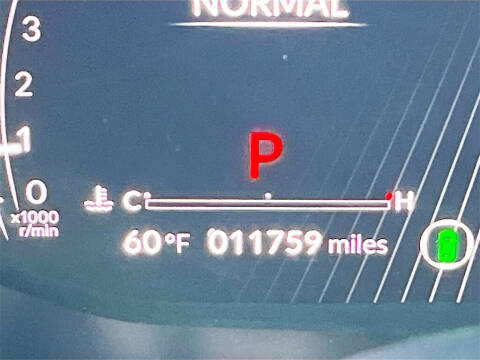 NORMAL
3
2
1
0
x1000
r/min
P
C H
60°F 011759 miles